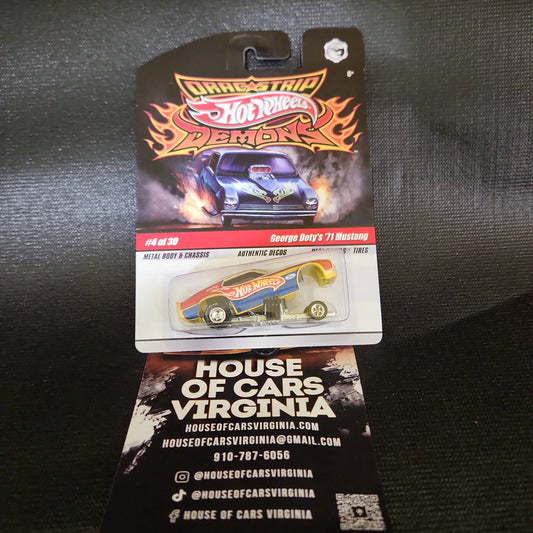 8+
DRAG★STRIP
Hot Wheels
DEMONS
#4 of 30
George Doty's '71 Mustang
METAL BODY & CHASSIS
AUTHENTIC DECOS
TIRES
HOT WHEELS
HOUSE
OF CARS
VIRGINIA
HOUSEOFCARSVIRGINIA.COM
HOUSEOFCARSVIRGINIA@GMAIL.COM
910-787-6056
@HOUSEOFCARSVIRGINIA
@HOUSEOFCARSVIRGINIA
HOUSE OF CARS VIRGINIA